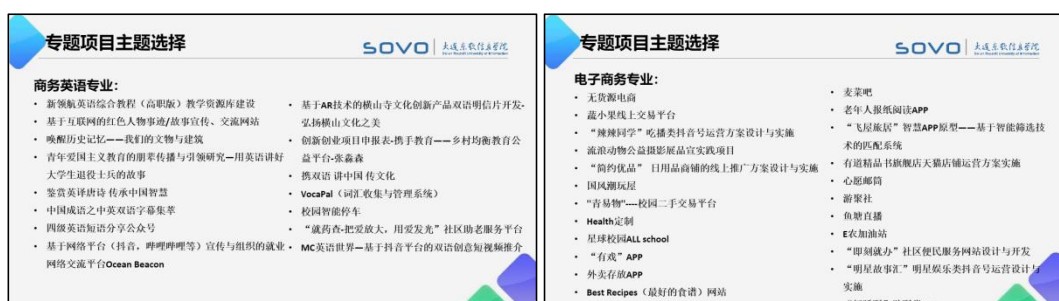 专题项目主题选择
SOVO 大连东软信息学院
商务英语专业：
• 新领航英语综合教程（高职版）教学资源库建设
• 基于互联网的红色人物事迹/故事宣传、交流网站
• 唤醒历史记忆——我们的文物与建筑
• 青年爱国主义教育的朋辈传播与引领研究—用英语讲好
大学生退役士兵的故事
• 鉴赏英译唐诗 传承中国智慧
• 中国成语之中英双语字幕集萃
• 四级英语短语分享公众号
• 基于网络平台（抖音，哔哩哔哩等）宣传与组织的就业
网络交流平台Ocean Beacon
• 基于AR技术的横山寺文化创新产品双语明信片开发-
弘扬横山文化之美
• 创新创业项目申报表-携手教育——乡村均衡教育公
益平台-张淼淼
• 携双语 讲中国 传文化
• VocaPal（词汇收集与管理系统）
• 校园智能停车
• “就药查-把爱放大，用爱发光”社区助老服务平台
• MC英语世界—基于抖音平台的双语创意短视频推介
专题项目主题选择
SOVO 大连东软信息学院
电子商务专业：
• 无货源电商
• 蔬小果线上交易平台
• “辣辣同学”吃播类抖音号运营方案设计与实施
• 流浪动物公益摄影展品宣实践项目
• “简约优品” 日用品商铺的线上推广方案设计与实施
• 国风潮玩屋
• “青易物”----校园二手交易平台
• Health定制
• 星球校园ALL school
• “有戏”APP
• 外卖存放APP
• Best Recipes（最好的食谱）网站
• 麦菜吧
• 老年人报纸阅读APP
• “飞屋旅居”智慧APP原型——基于智能筛选技
术的匹配系统
• 有道精品书旗舰店天猫店铺运营方案实施
• 心愿邮筒
• 游聚社
• 鱼塘直播
• E农加油站
• “即刻就办”社区便民服务网站设计与开发
• “明星故事汇”明星娱乐类抖音号运营设计与
实施